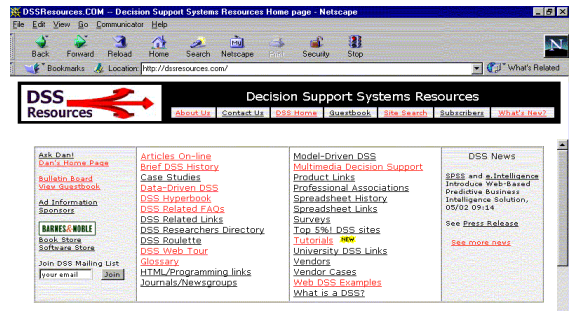 DSSResources.COM -- Decision Support Systems Resources Home page - Netscape
File Edit View Go Communicator Help
Back Forward Reload Home Search Netscape Print Security Stop
Bookmarks Location: http://dssresources.com/ What's Related
DSS
Resources
Decision Support Systems Resources
About Us Contact Us DSS Home Guestbook Site Search Subscribers What's New?
Ask Dan!
Dan's Home Page
Bulletin Board
View Guestbook
Ad Information
Sponsors
BARNES&NOBLE
Book Store
Software Store
Join DSS Mailing List
your email Join
Articles On-line
Brief DSS History
Case Studies
Data-Driven DSS
DSS Hyperbook
DSS Related FAQs
DSS Related Links
DSS Researchers Directory
DSS Roulette
DSS Web Tour
Glossary
HTML/Programming links
Journals/Newsgroups
Model-Driven DSS
Multimedia Decision Support
Product Links
Professional Associations
Spreadsheet History
Spreadsheet Links
Surveys
Top 5%! DSS sites
Tutorials NEW
University DSS Links
Vendors
Vendor Cases
Web DSS Examples
What is a DSS?
DSS News
SPSS and e.Intelligence
Introduce Web-Based
Predictive Business
Intelligence Solution,
05/02 09:14
See Press Release
See more news